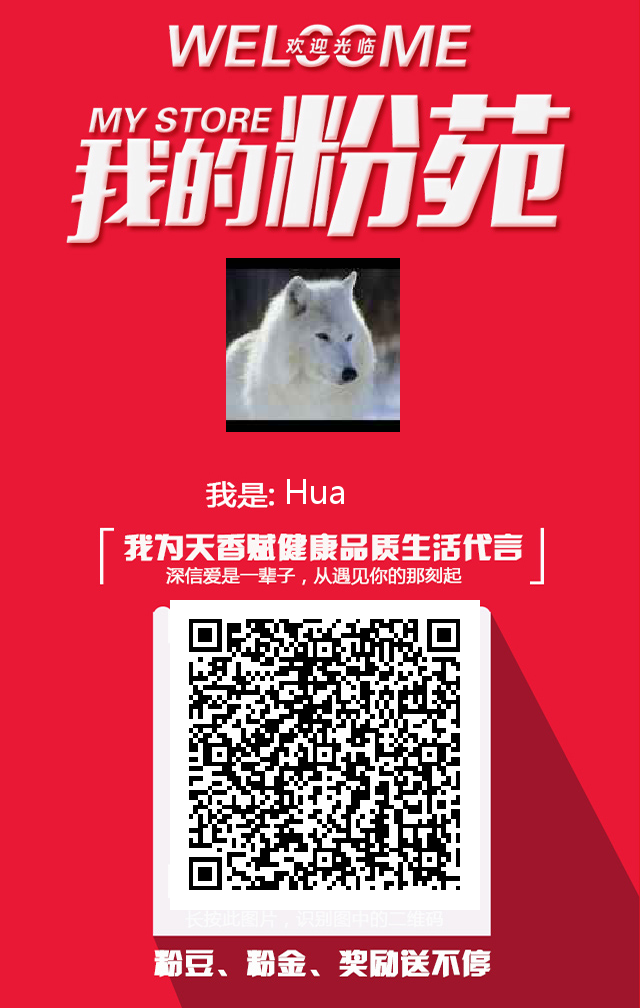 WELCOME
欢迎光临
MY STORE
我的粉苑
我是: Hua
我为天香赋健康品质生活代言
深信爱是一辈子，从遇见你的那刻起
长按此图片，识别图中的二维码
粉豆、粉金、奖励送不停